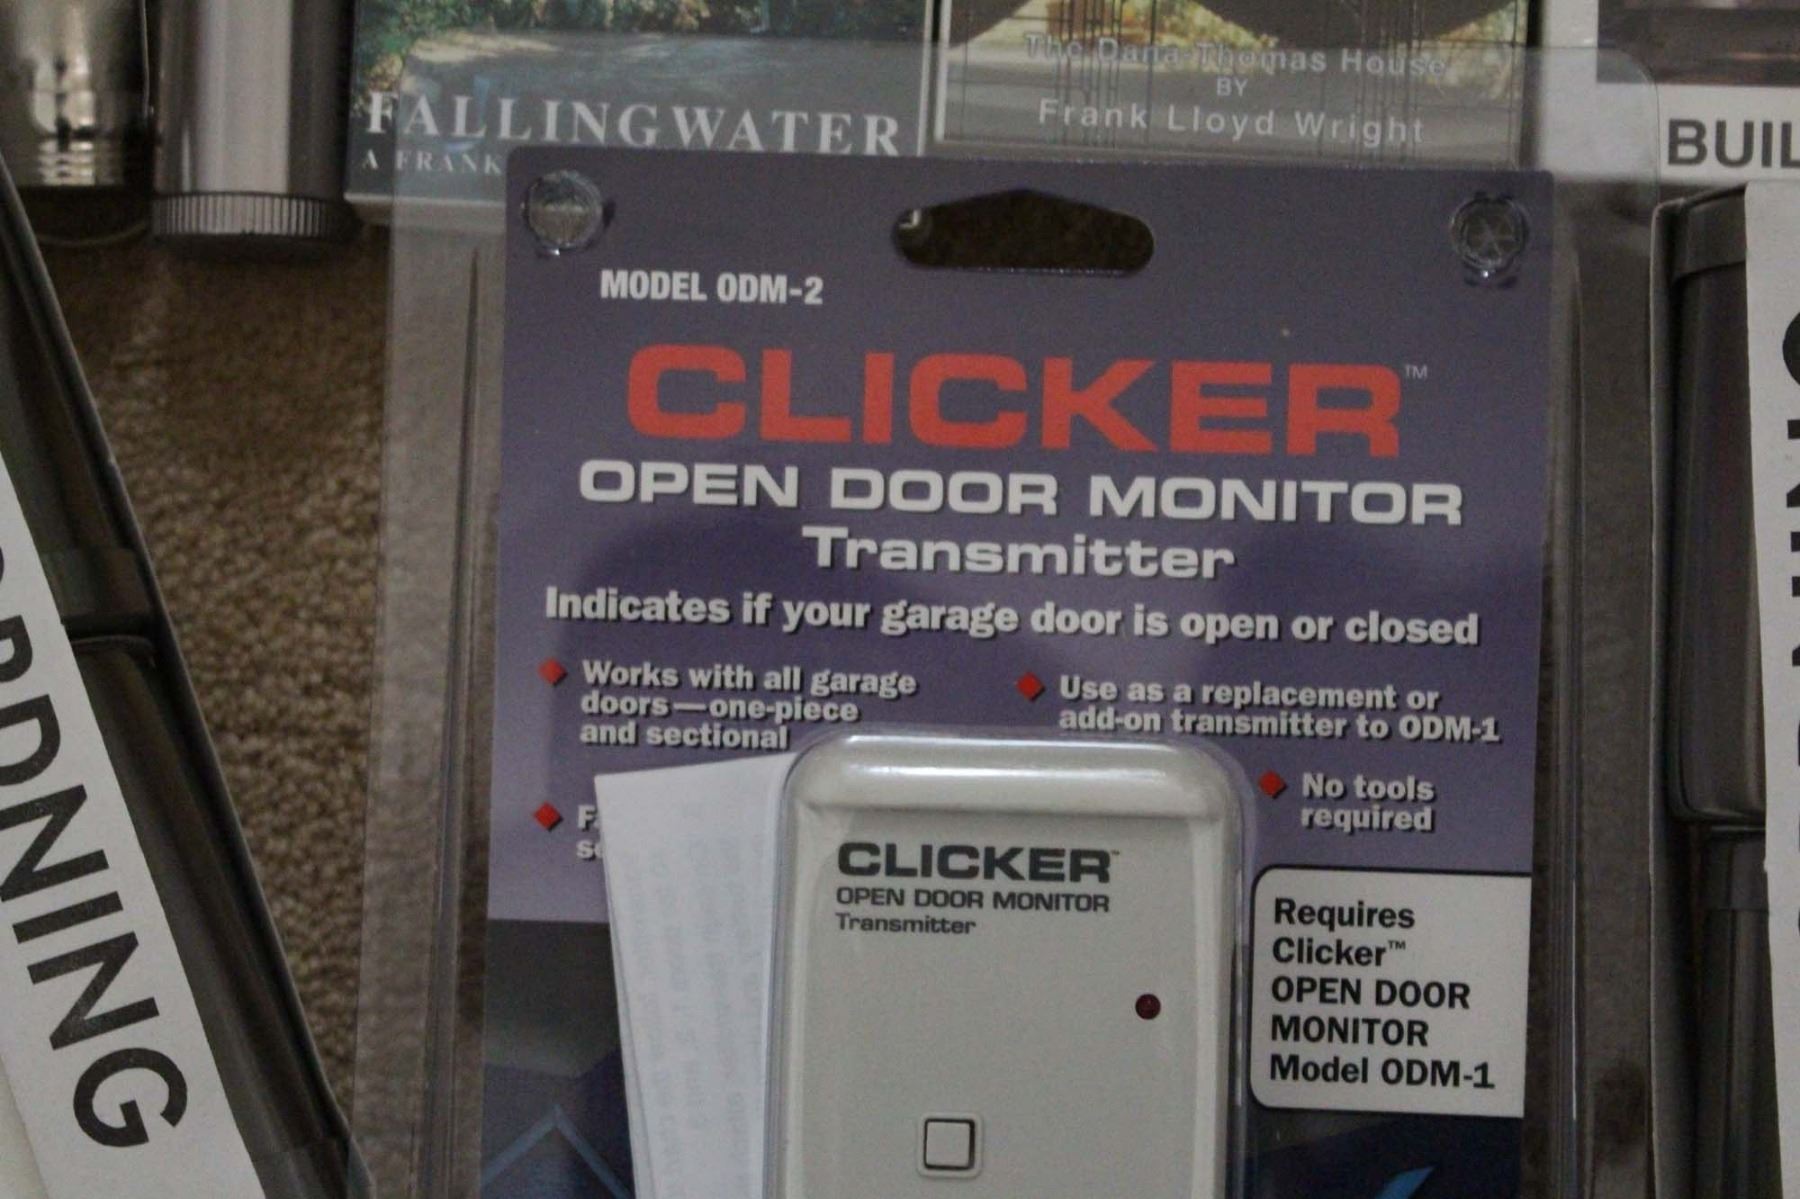 FALLINGWATER
A FRANK
The Dana-Thomas House
BY
Frank Lloyd Wright
BUIL
MODEL ODM-2
CLICKER™
OPEN DOOR MONITOR
Transmitter
Indicates if your garage door is open or closed
Works with all garage
doors—one-piece
and sectional
Use as a replacement or
add-on transmitter to ODM-1
No tools
required
CLICKER™
OPEN DOOR MONITOR
Transmitter
Requires
Clicker™
OPEN DOOR
MONITOR
Model ODM-1